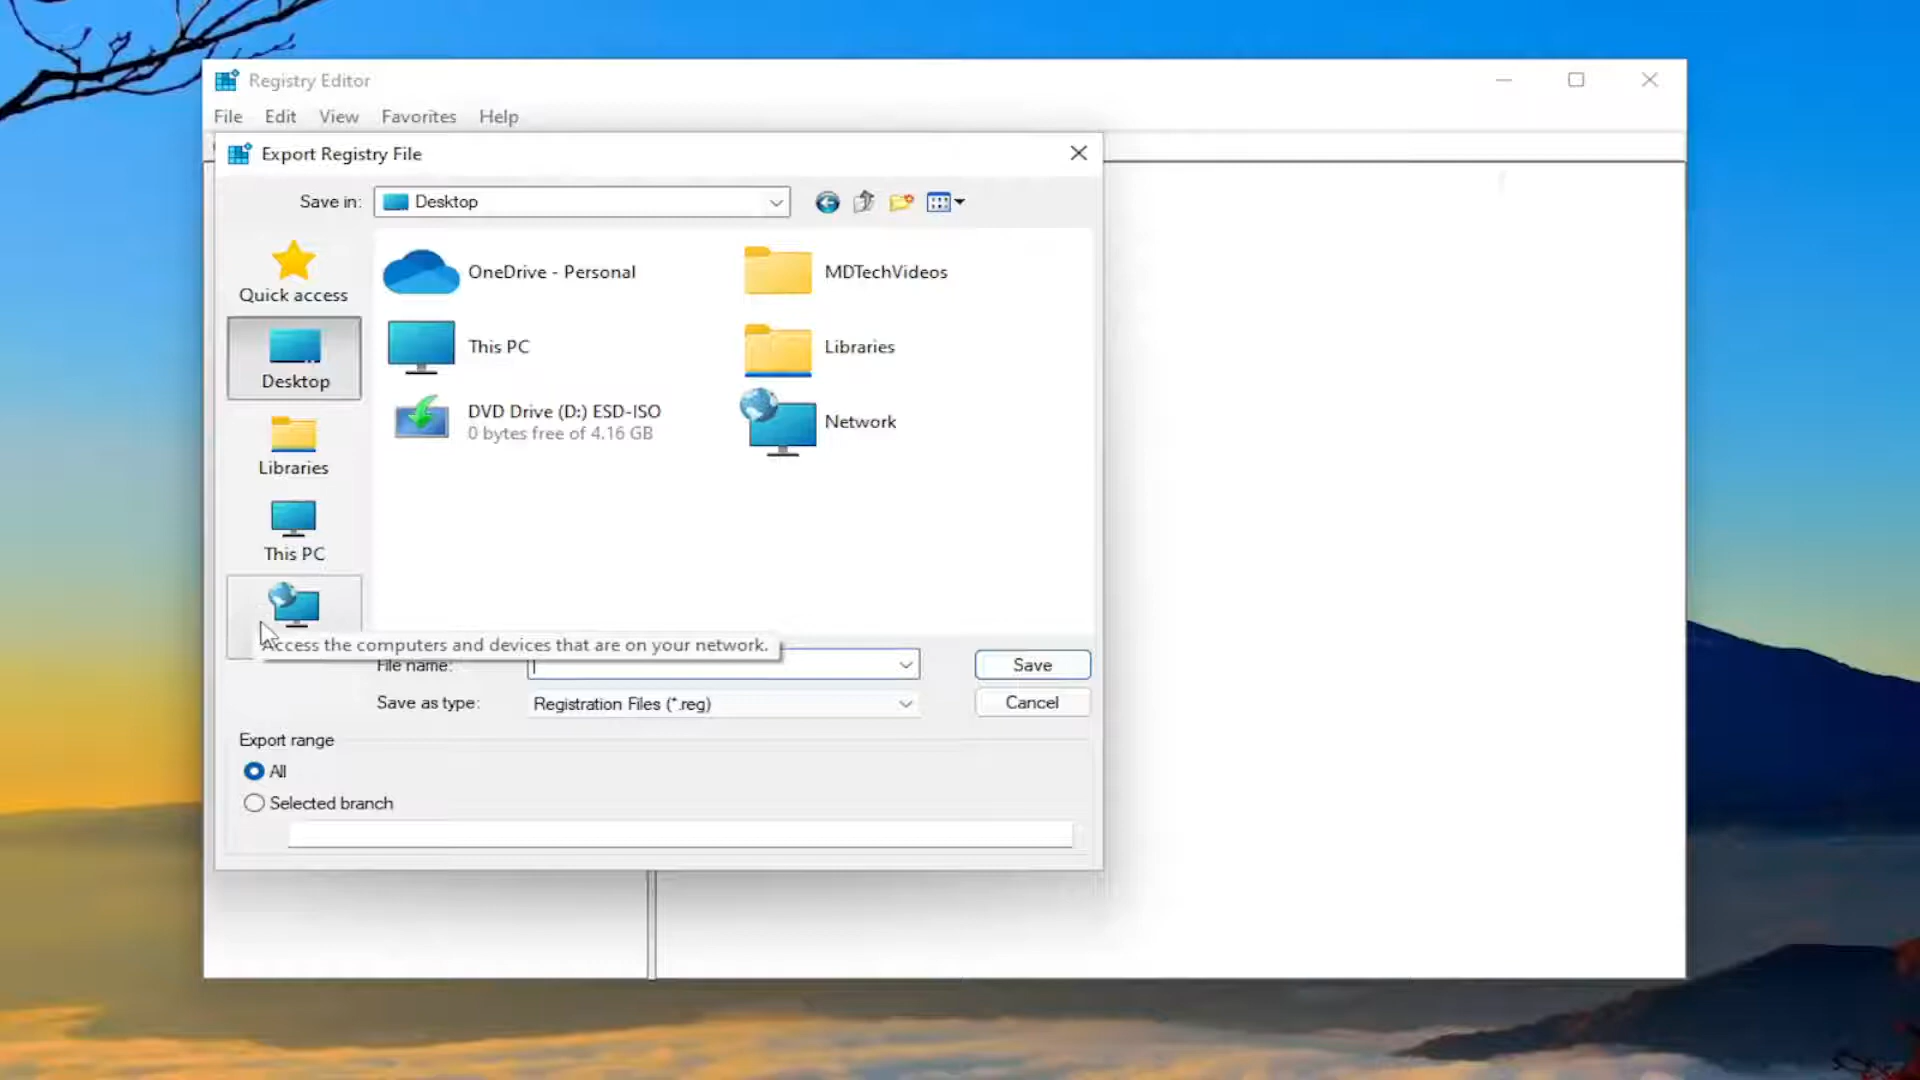 Registry Editor
File Edit View Favorites Help
Export Registry File
Save in: Desktop
Quick access
Desktop
Libraries
This PC
OneDrive - Personal
MDTechVideos
This PC
Libraries
DVD Drive (D:) ESD-ISO
0 bytes free of 4.16 GB
Network
Access the computers and devices that are on your network.
File name:
Save
Save as type: Registration Files (*.reg)
Cancel
Export range
All
Selected branch